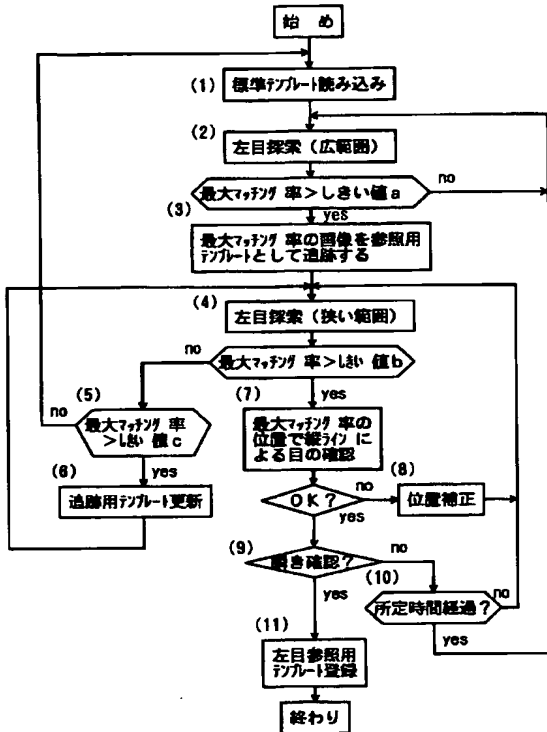 始 め
(1)
標準テンプレート読み込み
(2)
左目探索(広範囲)
最大マッチング 率>しきい値a
no
(3)
yes
最大マッチング 率の画像を参照用
テンプレートとして追跡する
(4)
左目探索(狭い範囲)
最大マッチング 率>しきい 値b
no
yes
(5)
最大マッチング 率
>しきい 値c
no
yes
(6)
追跡用テンプレート更新
(7)
最大マッチング 率の
位置で縦ライン に
よる目の確認
OK?
no
yes
(8)
位置補正
(9)
瞬き確認?
no
yes
(10)
所定時間経過?
no
yes
(11)
左目参照用
テンプレート登録
終わり